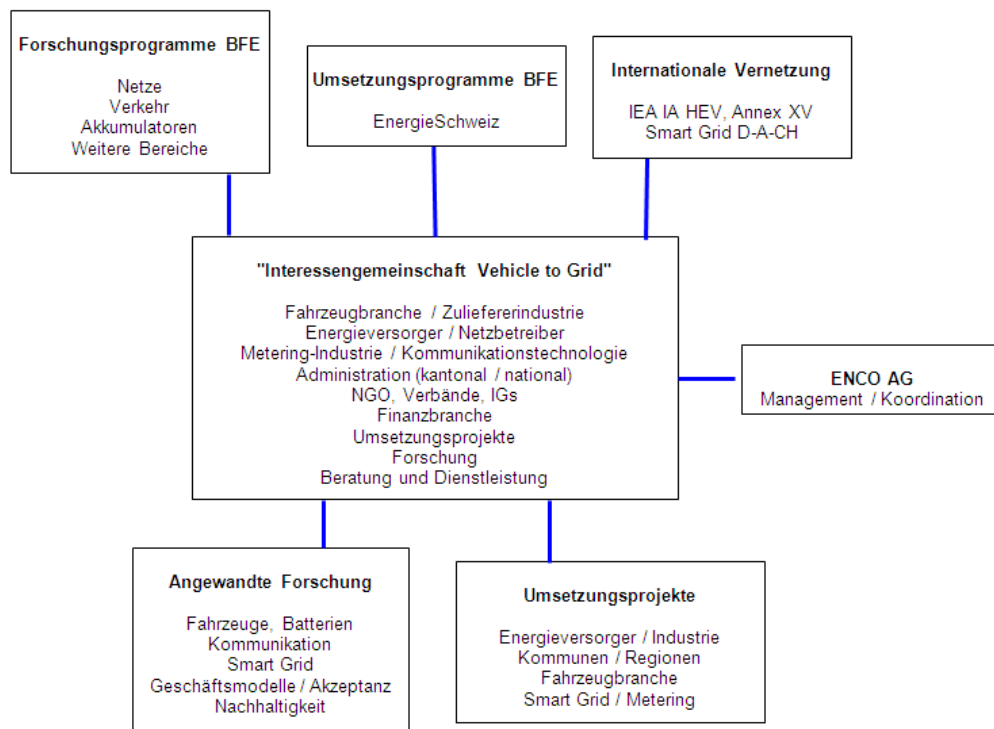 Forschungsprogramme BFE
Netze
Verkehr
Akkumulatoren
Weitere Bereiche
Umsetzungsprogramme BFE
EnergieSchweiz
Internationale Vernetzung
IEA IA HEV, Annex XV
Smart Grid D-A-CH
"Interessengemeinschaft Vehicle to Grid"
Fahrzeugbranche / Zuliefererindustrie
Energieversorger / Netzbetreiber
Metering-Industrie / Kommunikationstechnologie
Administration (kantonal / national)
NGO, Verbände, IGs
Finanzbranche
Umsetzungsprojekte
Forschung
Beratung und Dienstleistung
ENCO AG
Management / Koordination
Angewandte Forschung
Fahrzeuge, Batterien
Kommunikation
Smart Grid
Geschäftsmodelle / Akzeptanz
Nachhaltigkeit
Umsetzungsprojekte
Energieversorger / Industrie
Kommunen / Regionen
Fahrzeugbranche
Smart Grid / Metering